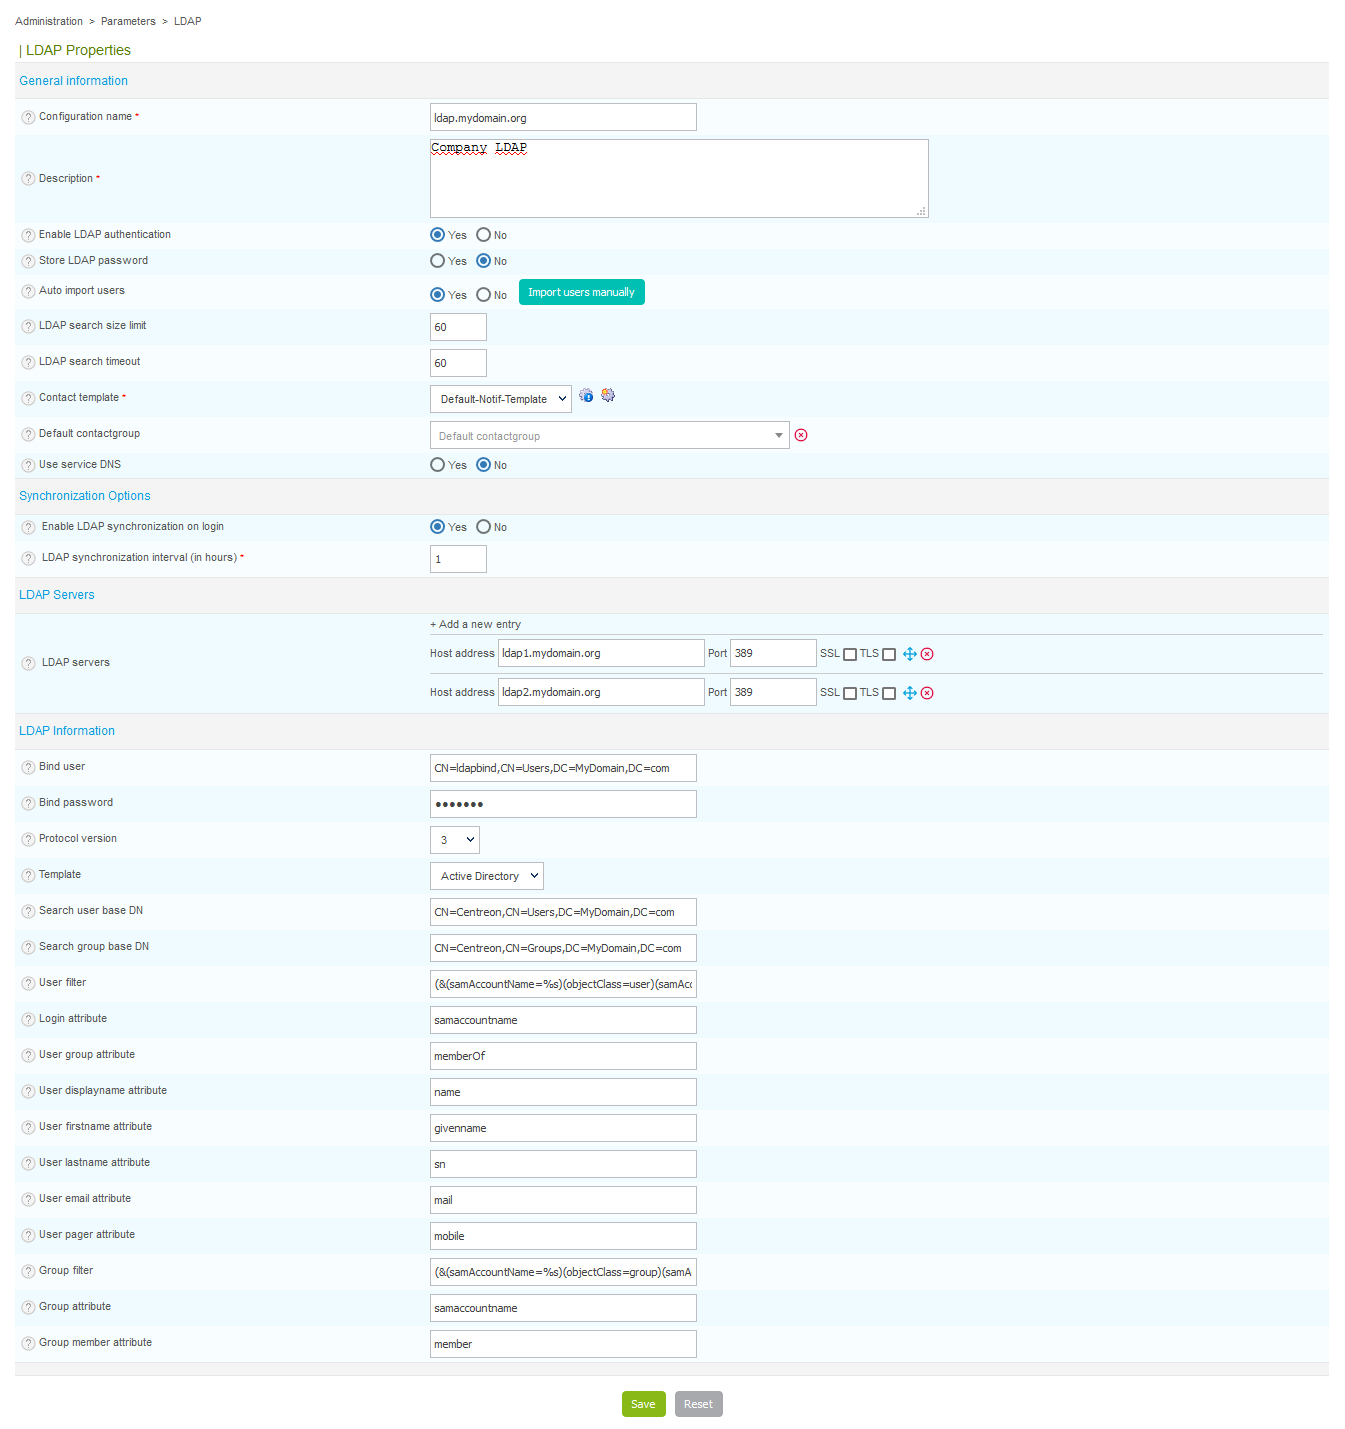 Administration > Parameters > LDAP
| LDAP Properties
General information
? Configuration name * ldap.mydomain.org
? Description * Company LDAP
? Enable LDAP authentication Yes No
? Store LDAP password Yes No
? Auto import users Yes No Import users manually
? LDAP search size limit 60
? LDAP search timeout 60
? Contact template * Default-Notif-Template
? Default contactgroup Default contactgroup
? Use service DNS Yes No
Synchronization Options
? Enable LDAP synchronization on login Yes No
? LDAP synchronization interval (in hours) * 1
LDAP Servers
+ Add a new entry
? LDAP servers
Host address ldap1.mydomain.org Port 389 SSL TLS
Host address ldap2.mydomain.org Port 389 SSL TLS
LDAP Information
? Bind user CN=ldapbind,CN=Users,DC=MyDomain,DC=com
? Bind password •••••••
? Protocol version 3
? Template Active Directory
? Search user base DN CN=Centreon,CN=Users,DC=MyDomain,DC=com
? Search group base DN CN=Centreon,CN=Groups,DC=MyDomain,DC=com
? User filter (&(samAccountName=%s)(objectClass=user)(samAcc
? Login attribute samaccountname
? User group attribute memberOf
? User displayname attribute name
? User firstname attribute givenname
? User lastname attribute sn
? User email attribute mail
? User pager attribute mobile
? Group filter (&(samAccountName=%s)(objectClass=group)(samA
? Group attribute samaccountname
? Group member attribute member
Save Reset